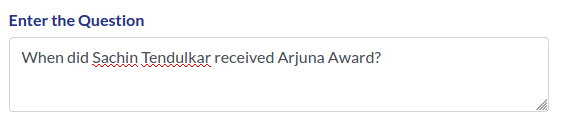 Enter the Question
When did Sachin Tendulkar received Arjuna Award?